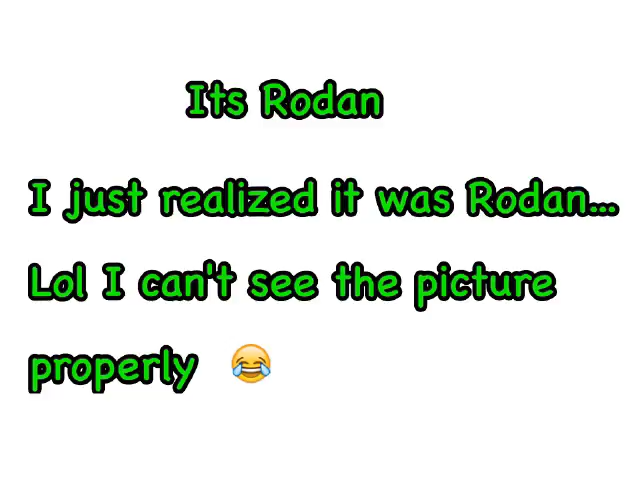 Its Rodan
I just realized it was Rodan...
Lol I can't see the picture
properly 😂